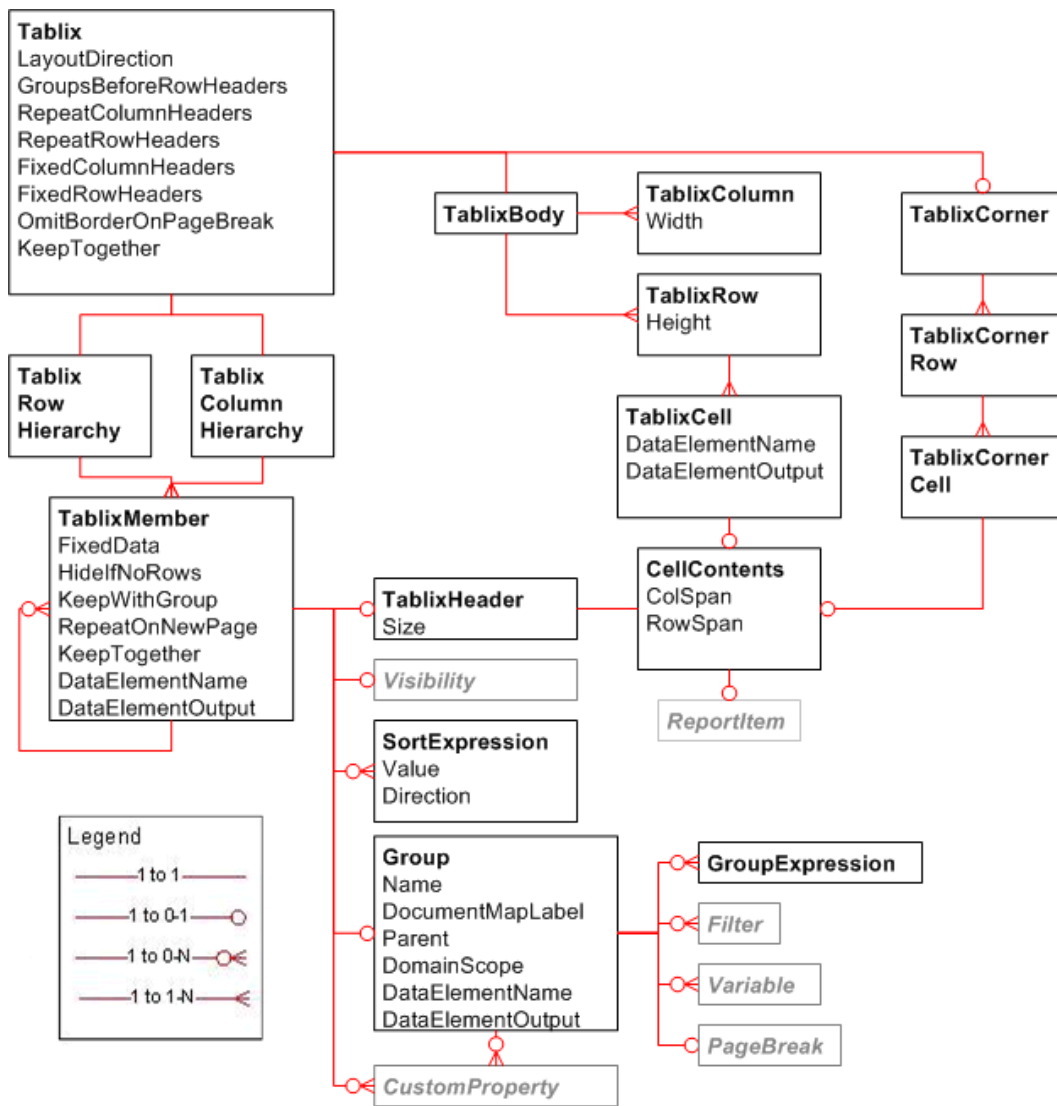 Tablix
LayoutDirection
GroupsBeforeRowHeaders
RepeatColumnHeaders
RepeatRowHeaders
FixedColumnHeaders
FixedRowHeaders
OmitBorderOnPageBreak
KeepTogether
TablixBody
TablixColumn
Width
TablixCorner
TablixRow
Height
TablixCorner
Row
Tablix
Row
Hierarchy
Tablix
Column
Hierarchy
TablixCell
DataElementName
DataElementOutput
TablixCorner
Cell
TablixMember
FixedData
HideIfNoRows
KeepWithGroup
RepeatOnNewPage
KeepTogether
DataElementName
DataElementOutput
TablixHeader
Size
CellContents
ColSpan
RowSpan
Visibility
ReportItem
SortExpression
Value
Direction
Legend
1 to 1
1 to 0-1
1 to 0-N
1 to 1-N
Group
Name
DocumentMapLabel
Parent
DomainScope
DataElementName
DataElementOutput
GroupExpression
Filter
Variable
PageBreak
CustomProperty